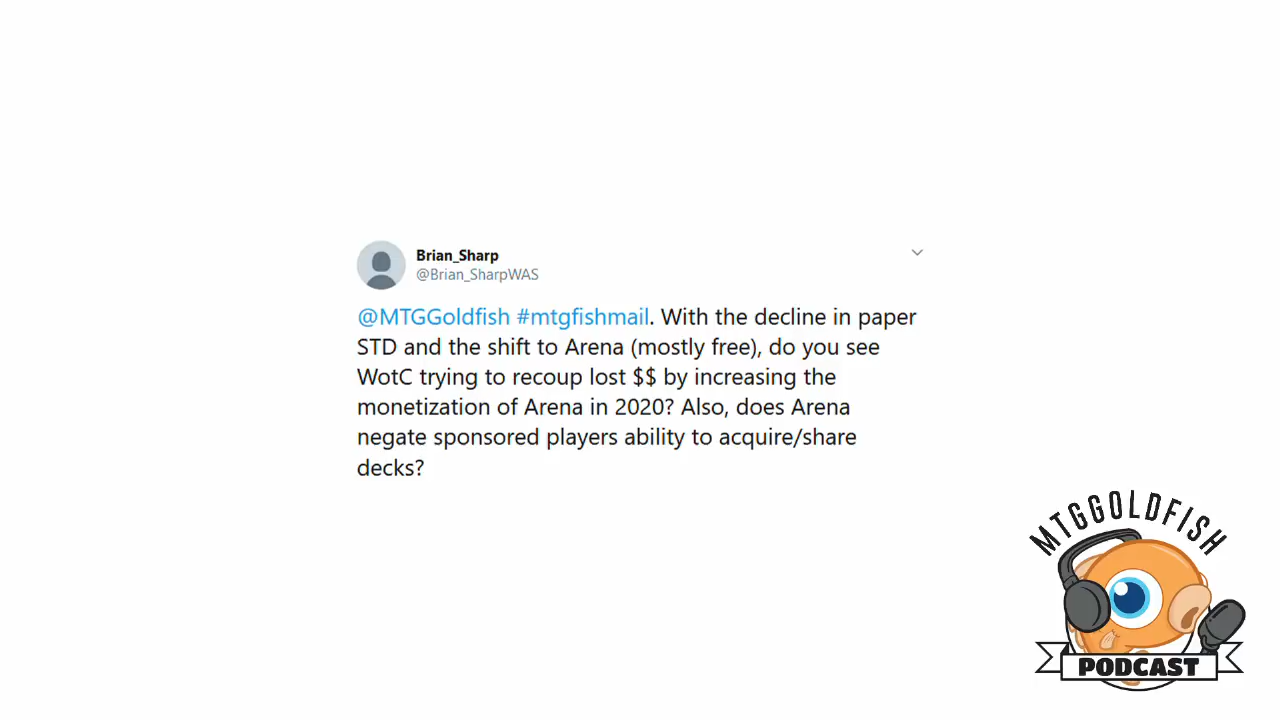 Brian_Sharp
@Brian_SharpWAS
@MTGGoldfish #mtgfishmail. With the decline in paper
STD and the shift to Arena (mostly free), do you see
WotC trying to recoup lost $$ by increasing the
monetization of Arena in 2020? Also, does Arena
negate sponsored players ability to acquire/share
decks?
MTGGOLDFISH
PODCAST